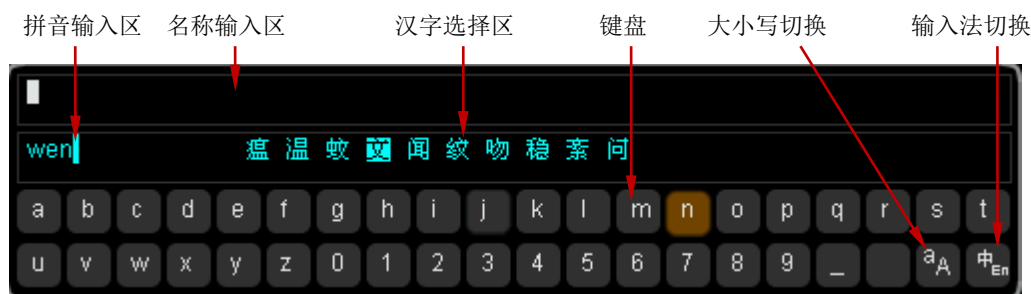 拼音输入区 名称输入区 汉字选择区 键盘 大小写切换 输入法切换
wen 瘟 温 蚊 文 闻 纹 吻 稳 紊 问
a b c d e f g h i j k l m n o p q r s t
u v w x y z 0 1 2 3 4 5 6 7 8 9 _ aA 中En